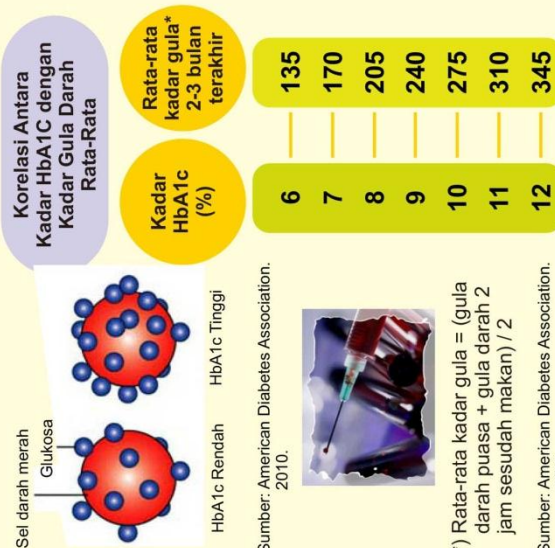 Korelasi Antara
Kadar HbA1C dengan
Kadar Gula Darah
Rata-Rata
Sel darah merah
Glukosa
HbA1c Rendah
HbA1c Tinggi
Sumber: American Diabetes Association.
2010.
Kadar
HbA1c
(%)
Rata-rata
kadar gula*
2-3 bulan
terakhir
6 135
7 170
8 205
9 240
10 275
11 310
12 345
*) Rata-rata kadar gula = (gula
darah puasa + gula darah 2
jam sesudah makan) / 2
Sumber: American Diabetes Association.